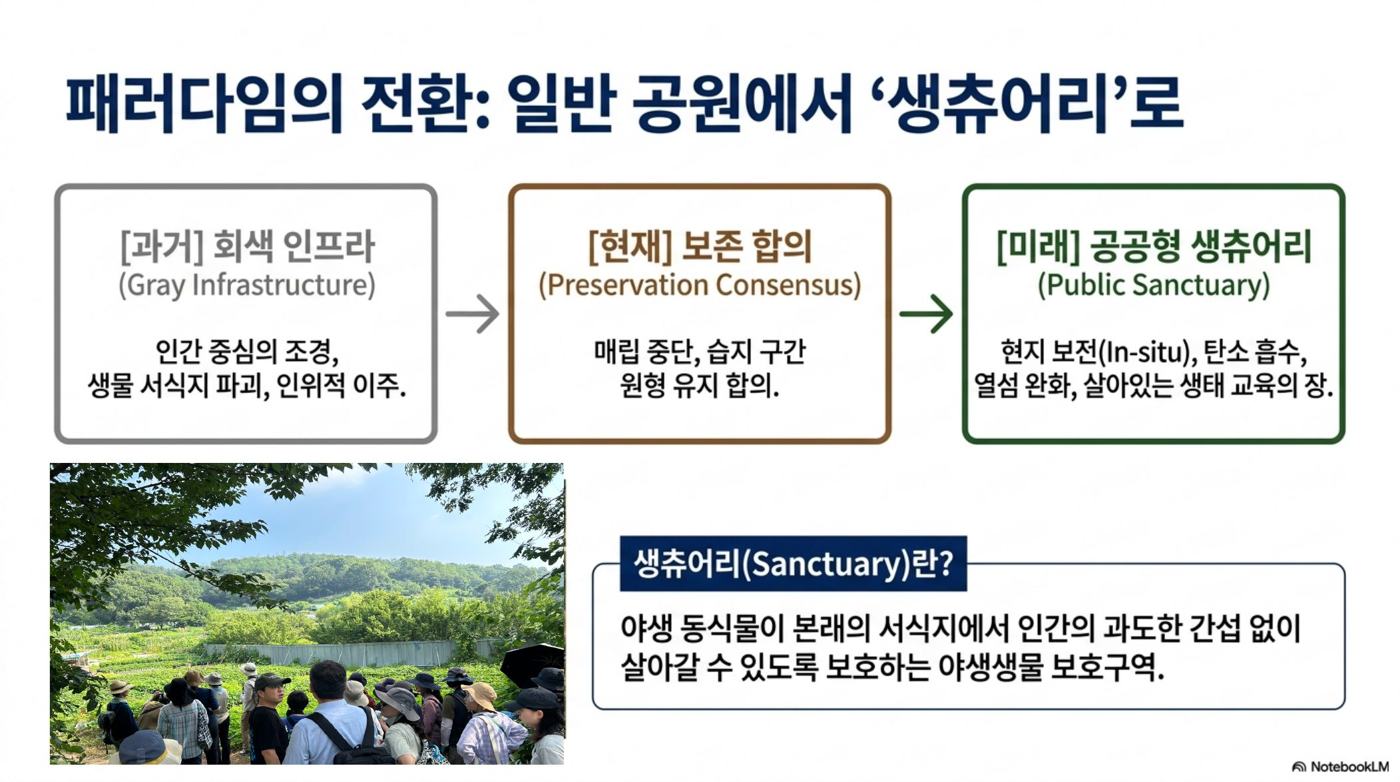 패러다임의 전환: 일반 공원에서 ‘생츄어리’로
[과거] 회색 인프라
(Gray Infrastructure)
인간 중심의 조경,
생물 서식지 파괴, 인위적 이주.
[현재] 보존 합의
(Preservation Consensus)
매립 중단, 습지 구간
원형 유지 합의.
[미래] 공공형 생츄어리
(Public Sanctuary)
현지 보전(In-situ), 탄소 흡수,
열섬 완화, 살아있는 생태 교육의 장.
생츄어리(Sanctuary)란?
야생 동식물이 본래의 서식지에서 인간의 과도한 간섭 없이
살아갈 수 있도록 보호하는 야생생물 보호구역.
NotebookLM